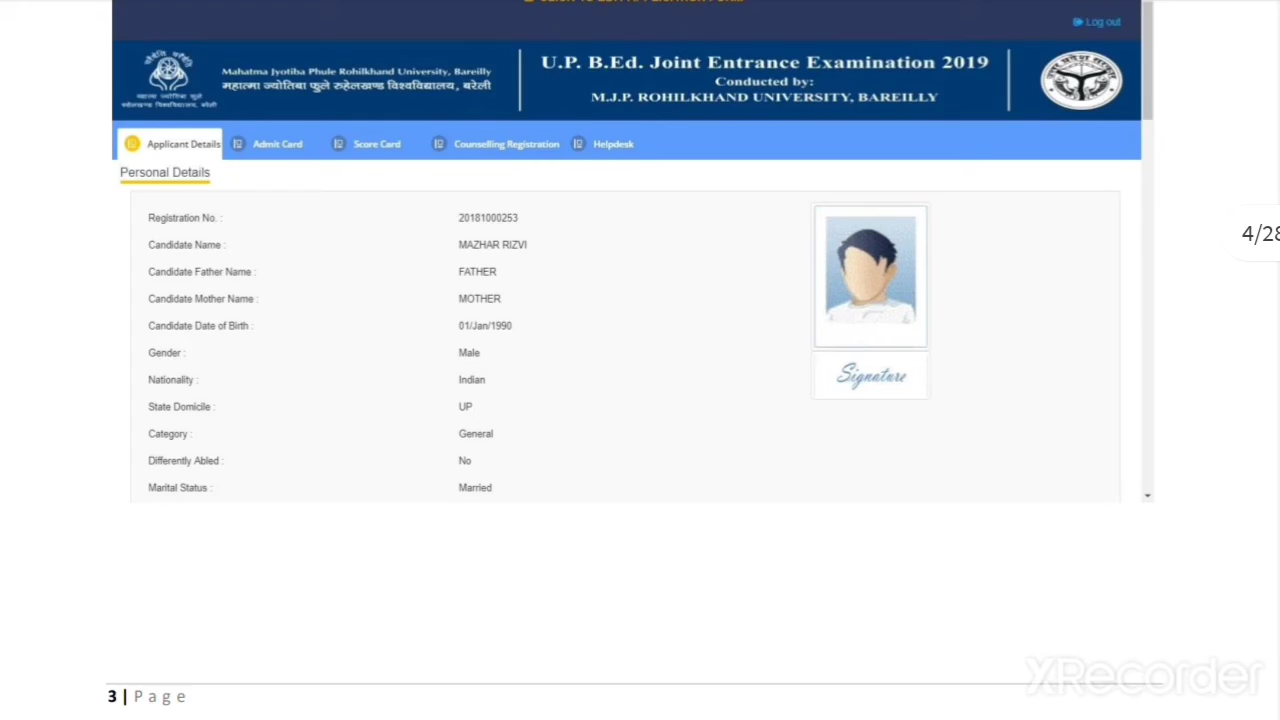 Log out
Mahatma Jyotiba Phule Rohilkhand University, Bareilly
महात्मा ज्योतिबा फूले रुहेलखण्ड विश्वविद्यालय, बरेली
U.P. B.Ed. Joint Entrance Examination 2019
Conducted by:
M.J.P. ROHILKHAND UNIVERSITY, BAREILLY
Applicant Details Admit Card Score Card Counselling Registration Helpdesk
Personal Details
Registration No. : 20181000253
Candidate Name : MAZHAR RIZVI
Candidate Father Name : FATHER
Candidate Mother Name : MOTHER
Candidate Date of Birth : 01/Jan/1990
Gender : Male
Nationality : Indian
State Domicile : UP
Category : General
Differently Abled : No
Marital Status : Married
Signature
4/28
3 | Page
XRecorder